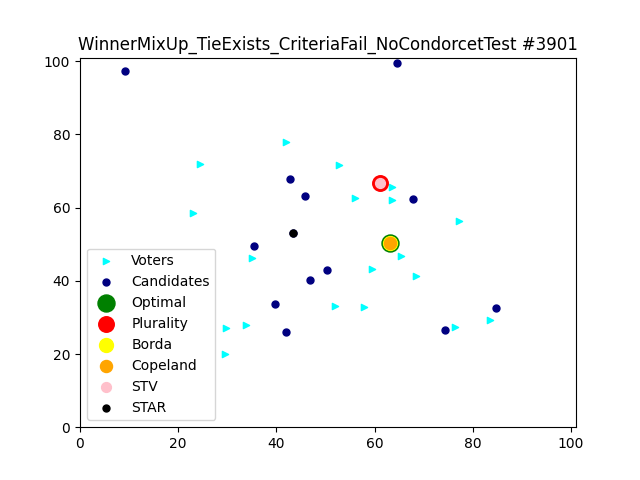 WinnerMixUp_TieExists_CriteriaFail_NoCondorcetTest #3901
100
80
60
40
20
0
Voters
Candidates
Optimal
Plurality
Borda
Copeland
STV
STAR
0 20 40 60 80 100